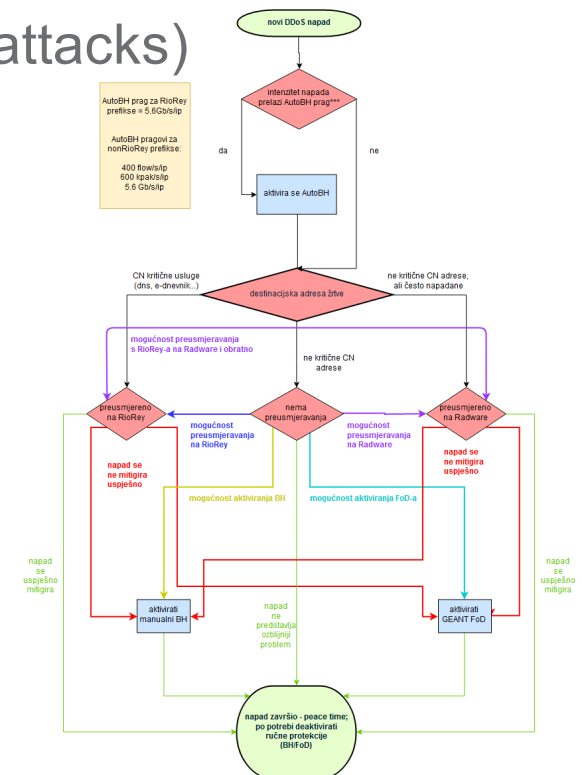 attacks)
novi DDoS napad
AutoBH prag za RioRey
prefikse = 5.6Gb/s/ip
AutoBH pragovi za
nonRioRey prefikse:
400 flow/s/ip
600 kpak/s/ip
5.6 Gb/s/ip
intenzitet napada
prelazi AutoBH prag***
da
ne
aktivira se AutoBH
CN kritične usluge
(dns, e-dnevnik...)
ne kritične CN adrese,
ali često napadane
destinacijska adresa žrtve
mogućnost preusmjeravanja
s RioRey-a na Radware i obratno
ne kritične CN
adrese
preusmjereno
na RioRey
nema
preusmjeravanja
preusmjereno
na Radware
mogućnost
preusmjeravanja
na RioRey
mogućnost
preusmjeravanja
na Radware
napad se
ne mitigira
uspješno
napad se
ne mitigira
uspješno
mogućnost aktiviranja BH
mogućnost aktiviranja FoD-a
napad
se
uspješno
mitigira
napad
se
uspješno
mitigira
aktivirati
manualni BH
napad
ne
predstavlja
ozbiljniji
problem
aktivirati
GEANT FoD
napad završio - peace time;
po potrebi deaktivirati
ručne protekcije
(BH/FoD)